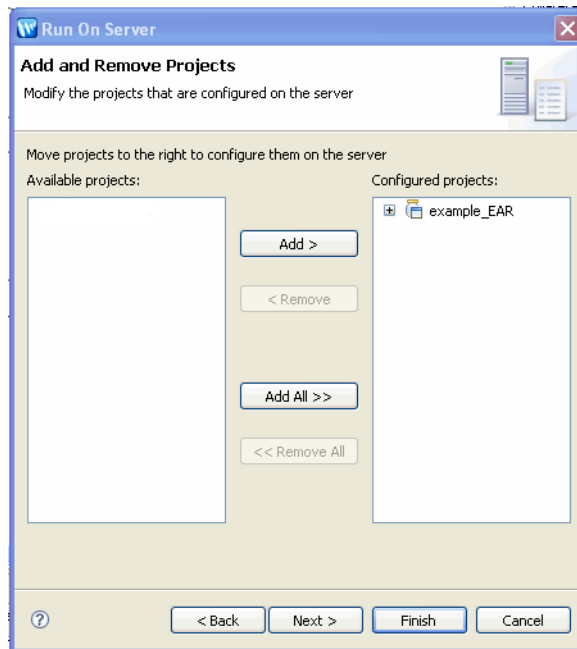 Run On Server
Add and Remove Projects
Modify the projects that are configured on the server
Move projects to the right to configure them on the server
Available projects:
Configured projects:
example_EAR
Add >
< Remove
Add All >>
<< Remove All
< Back
Next >
Finish
Cancel